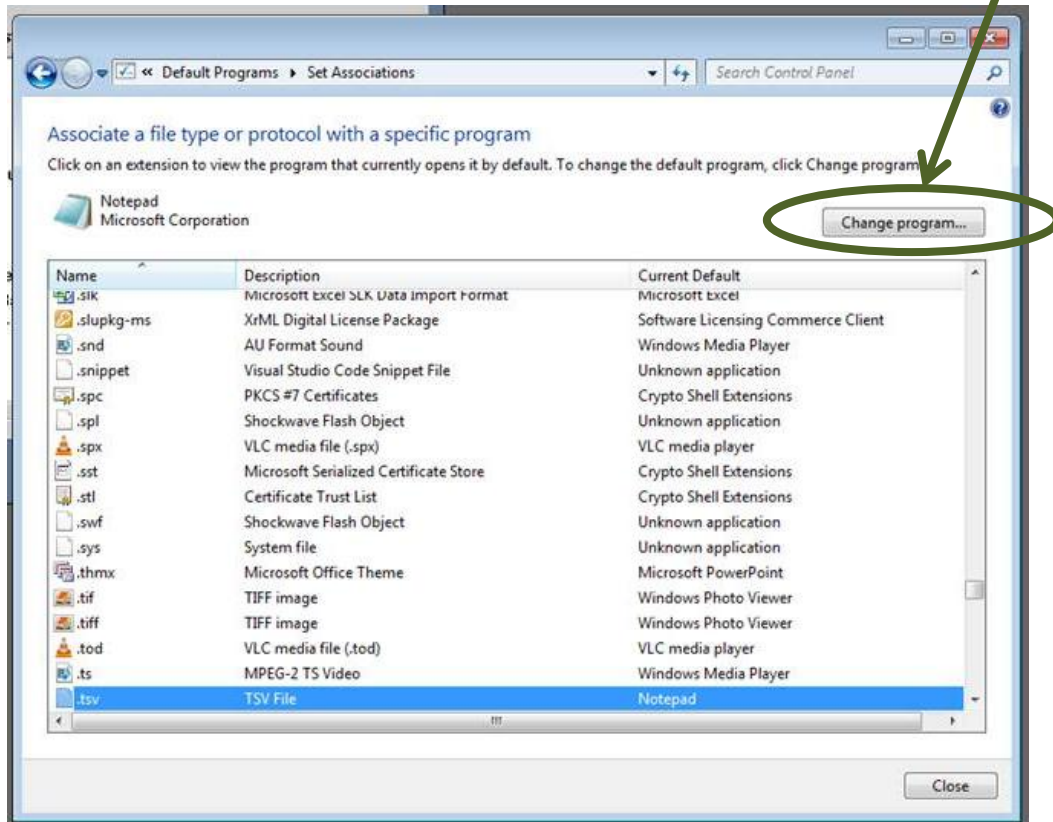 « Default Programs ▸ Set Associations Search Control Panel
Associate a file type or protocol with a specific program
Click on an extension to view the program that currently opens it by default. To change the default program, click Change program
Notepad
Microsoft Corporation
Change program...
Name Description Current Default
.slk Microsoft Excel SLK Data Import Format Microsoft Excel
.slupkg-ms XrML Digital License Package Software Licensing Commerce Client
.snd AU Format Sound Windows Media Player
.snippet Visual Studio Code Snippet File Unknown application
.spc PKCS #7 Certificates Crypto Shell Extensions
.spl Shockwave Flash Object Unknown application
.spx VLC media file (.spx) VLC media player
.sst Microsoft Serialized Certificate Store Crypto Shell Extensions
.stl Certificate Trust List Crypto Shell Extensions
.swf Shockwave Flash Object Unknown application
.sys System file Unknown application
.thmx Microsoft Office Theme Microsoft PowerPoint
.tif TIFF image Windows Photo Viewer
.tiff TIFF image Windows Photo Viewer
.tod VLC media file (.tod) VLC media player
.ts MPEG-2 TS Video Windows Media Player
.tsv TSV File Notepad
Close